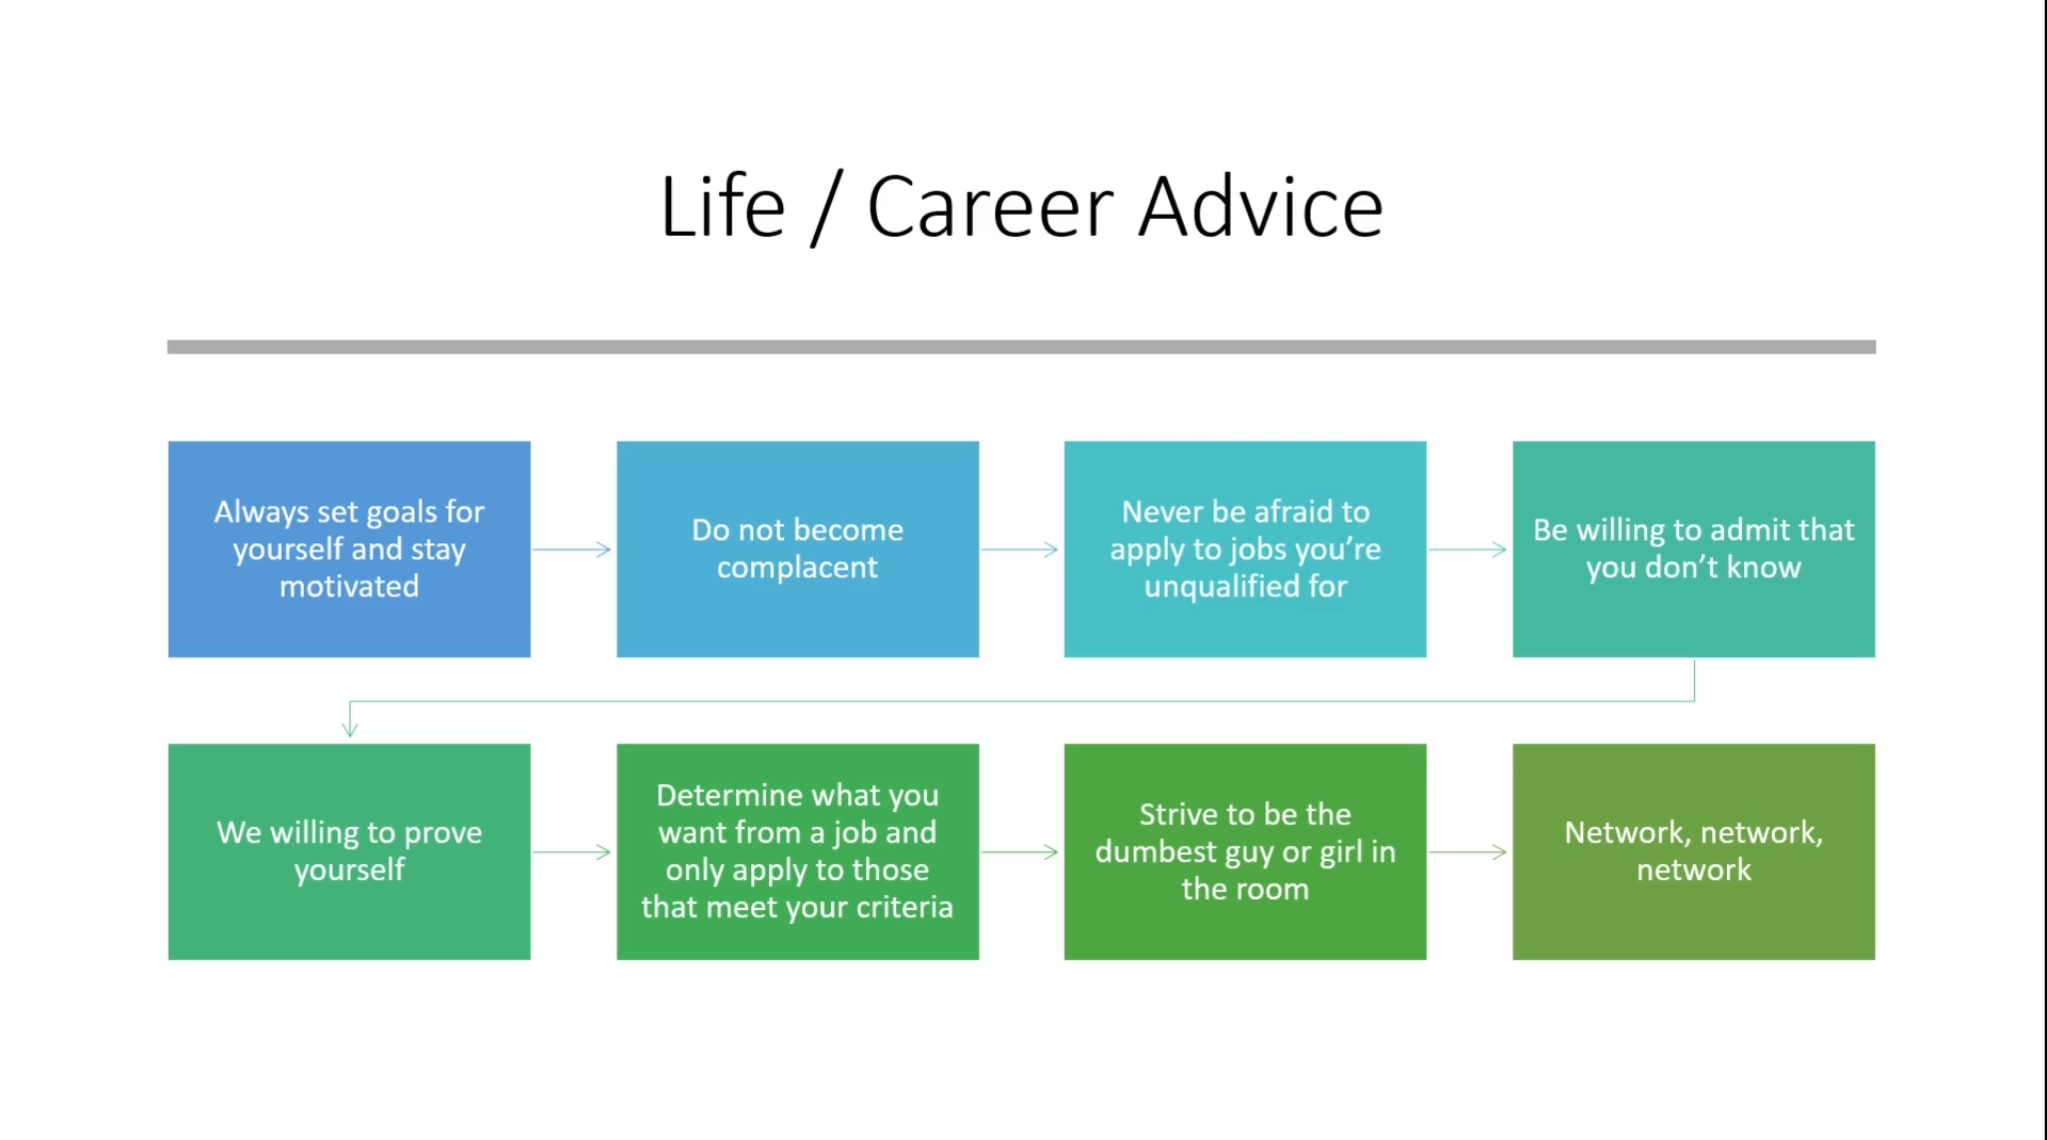 Life / Career Advice
Always set goals for
yourself and stay
motivated
Do not become
complacent
Never be afraid to
apply to jobs you’re
unqualified for
Be willing to admit that
you don’t know
We willing to prove
yourself
Determine what you
want from a job and
only apply to those
that meet your criteria
Strive to be the
dumbest guy or girl in
the room
Network, network,
network